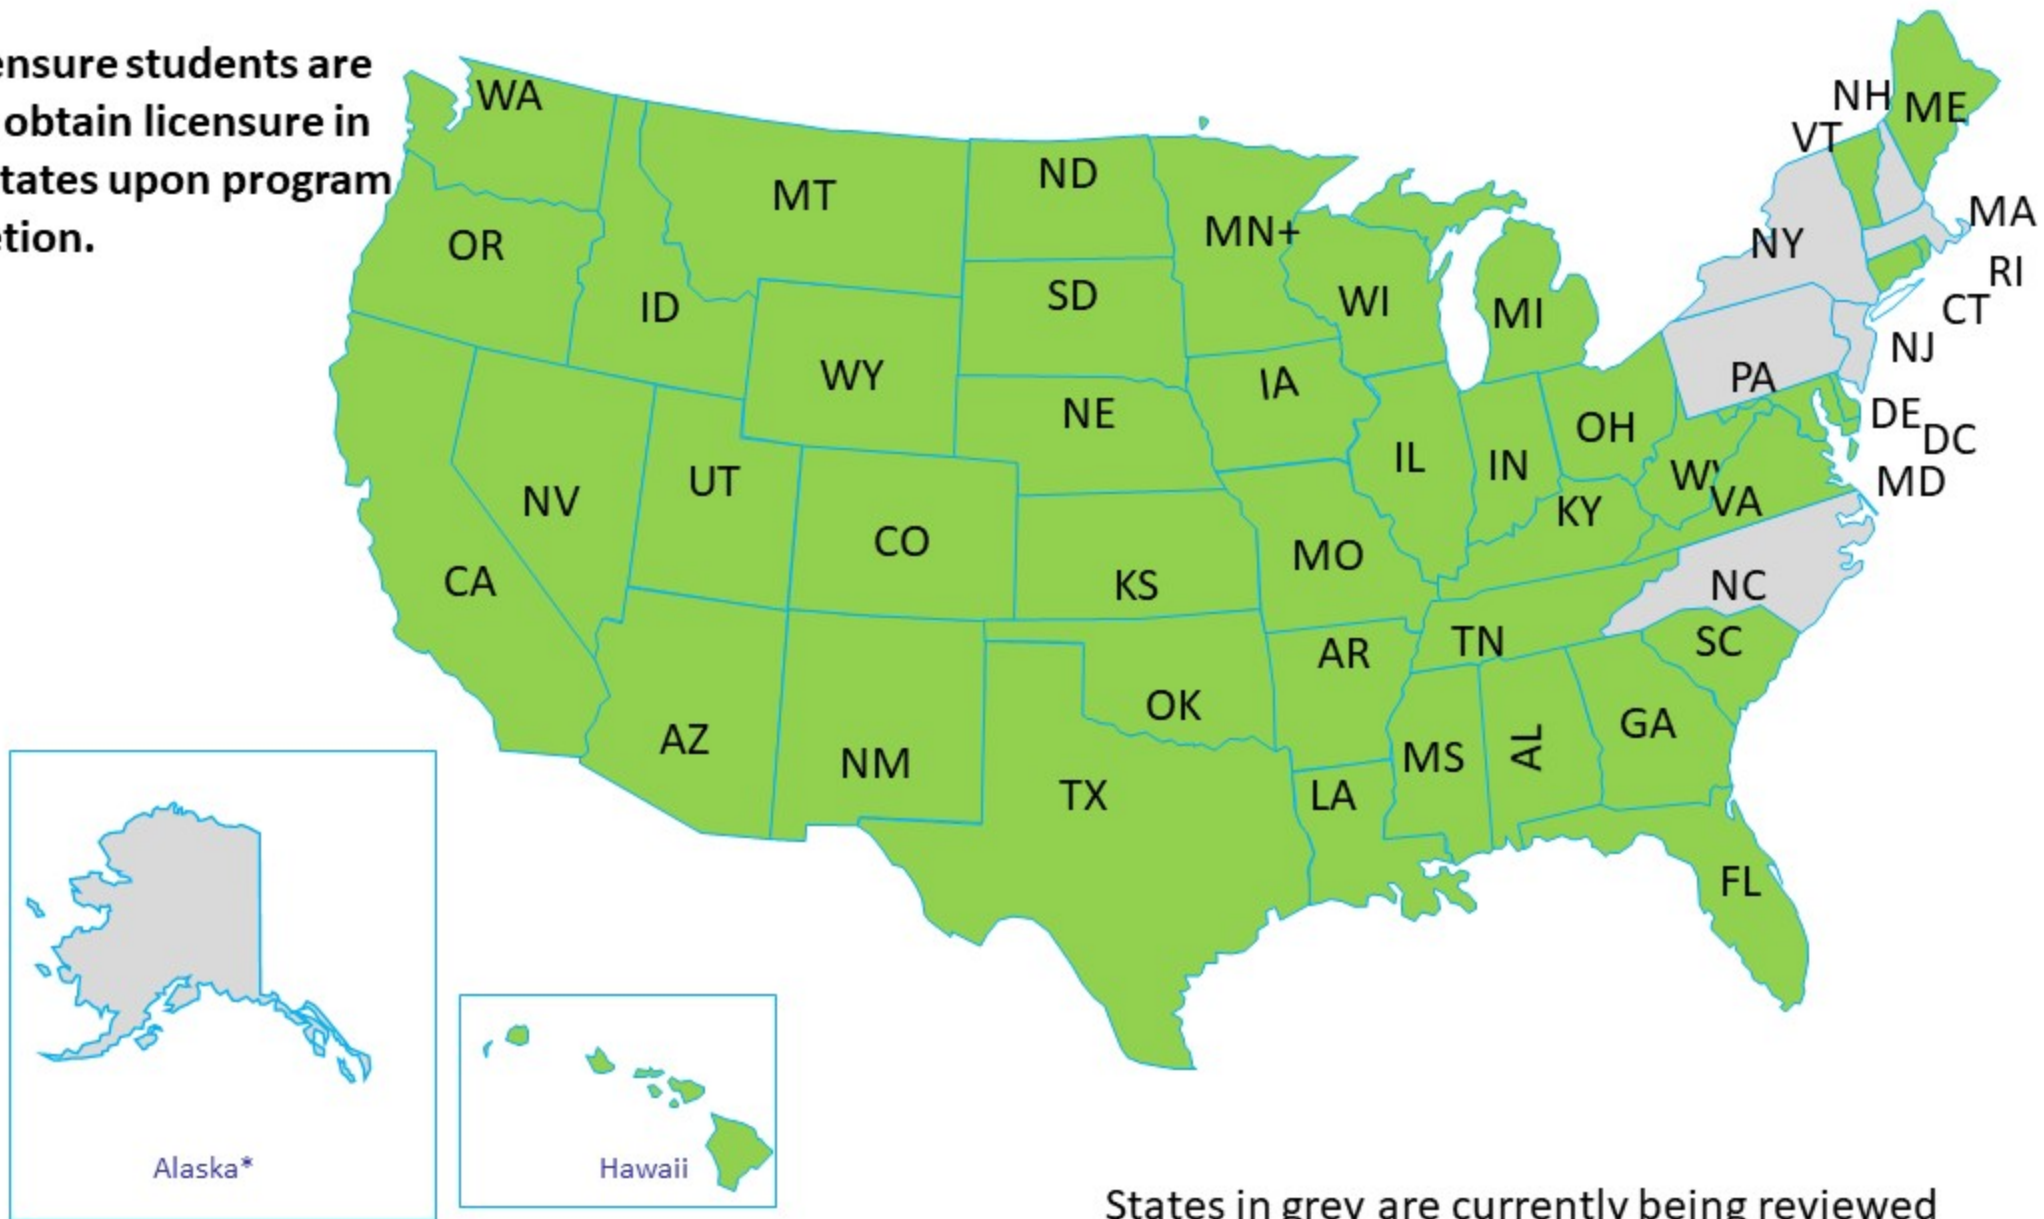 ensure students are
obtain licensure in
tates upon program
etion.
WA
NH
ME
VT
ND
MT
MN+
MA
OR
NY
RI
ID
SD
WI
MI
CT
NJ
WY
IA
PA
NE
OH
DE
DC
IL
IN
UT
WV
MD
NV
KY
VA
CO
MO
CA
KS
NC
TN
SC
AR
OK
GA
AZ
NM
MS
AL
TX
LA
FL
Alaska*
Hawaii
States in grey are currently being reviewed